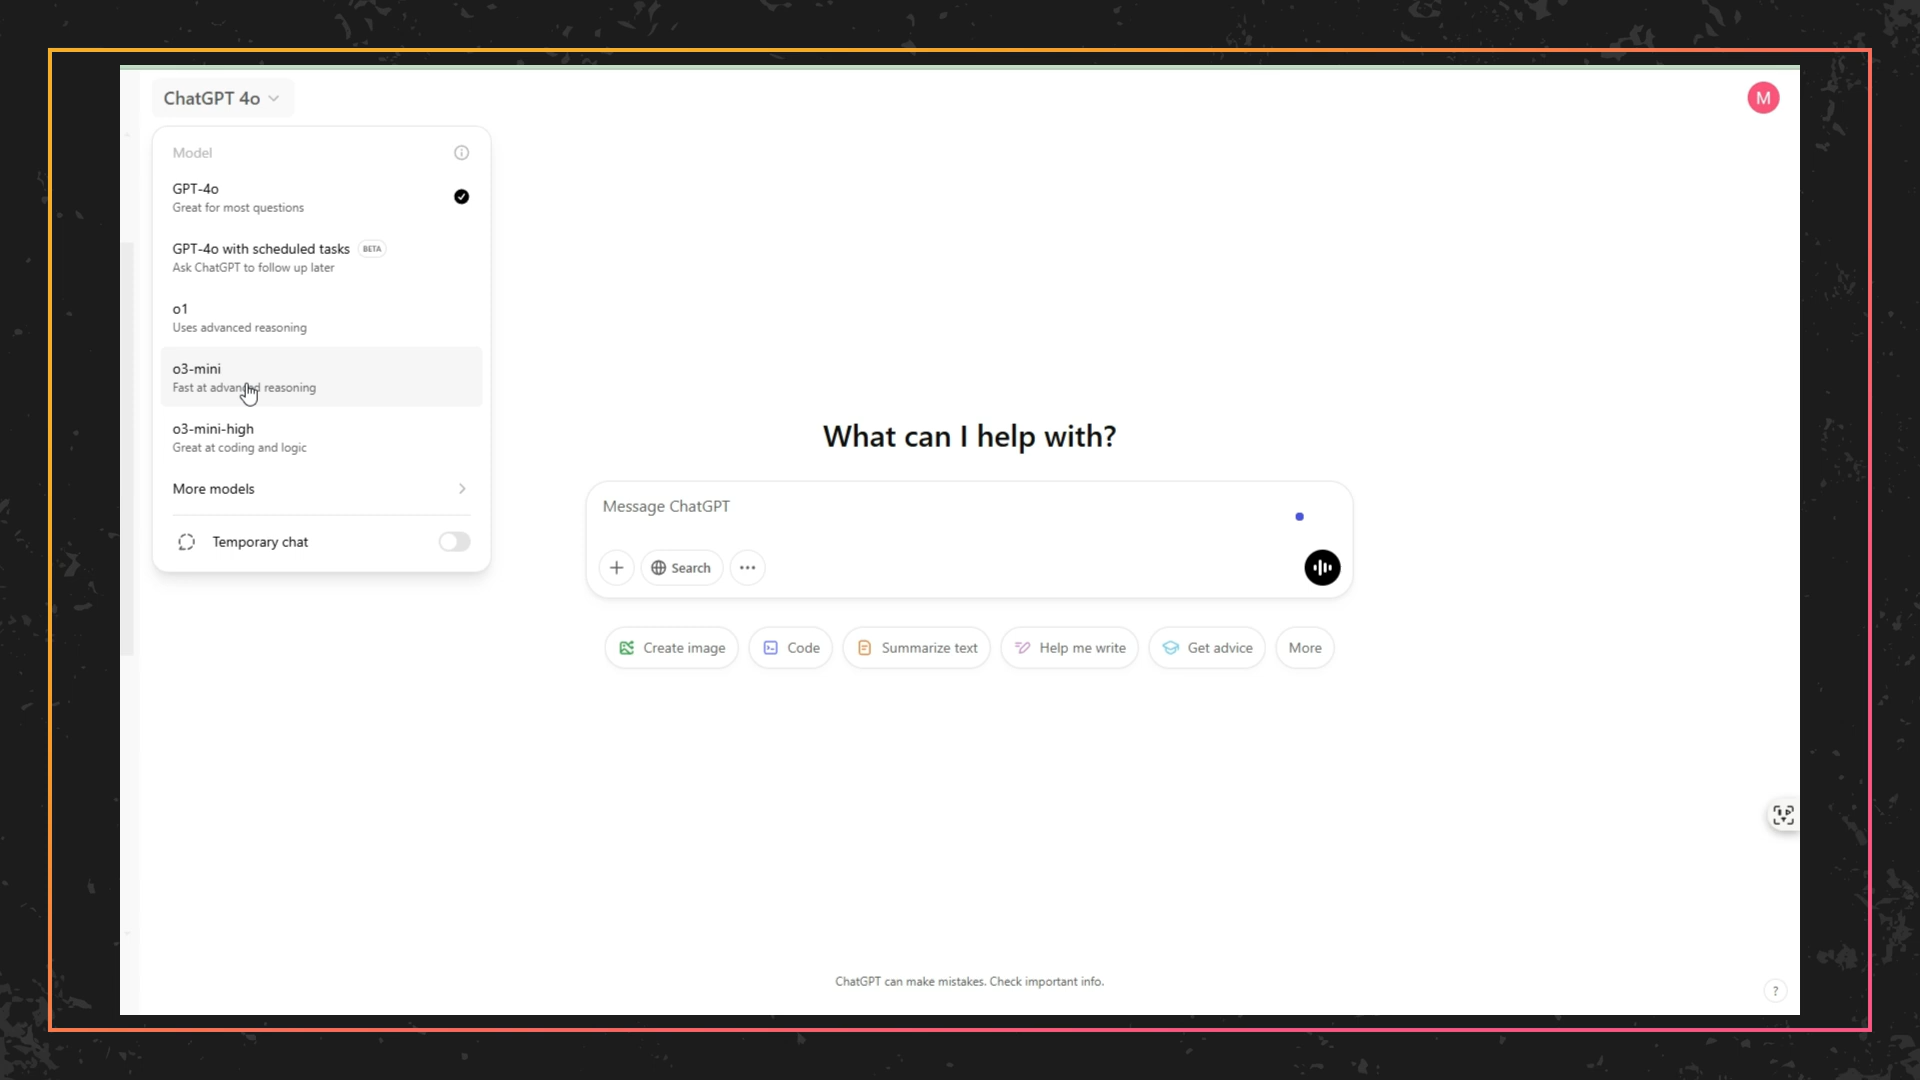 ChatGPT 4o
M
Model
GPT-4o
Great for most questions
GPT-4o with scheduled tasks BETA
Ask ChatGPT to follow up later
o1
Uses advanced reasoning
o3-mini
Fast at advanced reasoning
o3-mini-high
Great at coding and logic
More models
Temporary chat
What can I help with?
Message ChatGPT
Search
Create image Code Summarize text Help me write Get advice More
ChatGPT can make mistakes. Check important info.
?